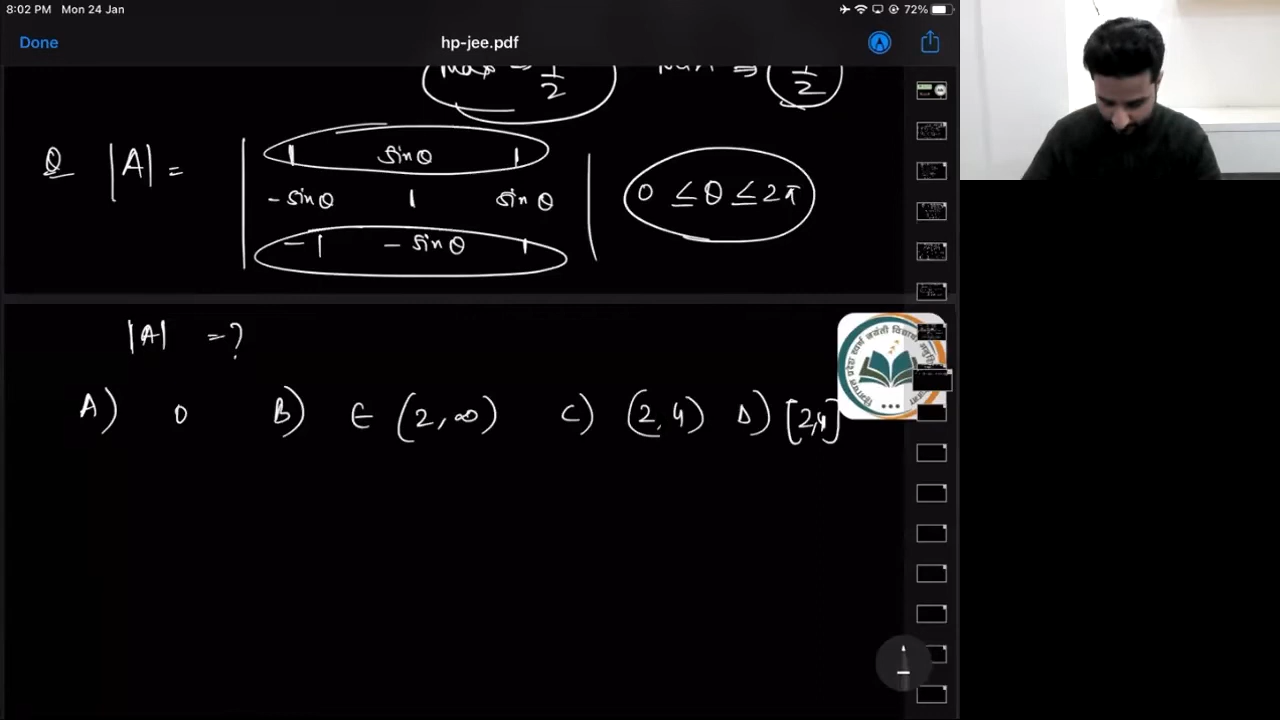 8:02 PM Mon 24 Jan 72%
Done hp-jee.pdf
1/2 1/2
Q |A| = | 1 sinθ 1 | 0 ≤ θ ≤ 2π
-sinθ 1 sinθ
-1 -sinθ 1
|A| = ?
A) 0 B) ∈ (2, ∞) C) (2, 4) D) [2,4]